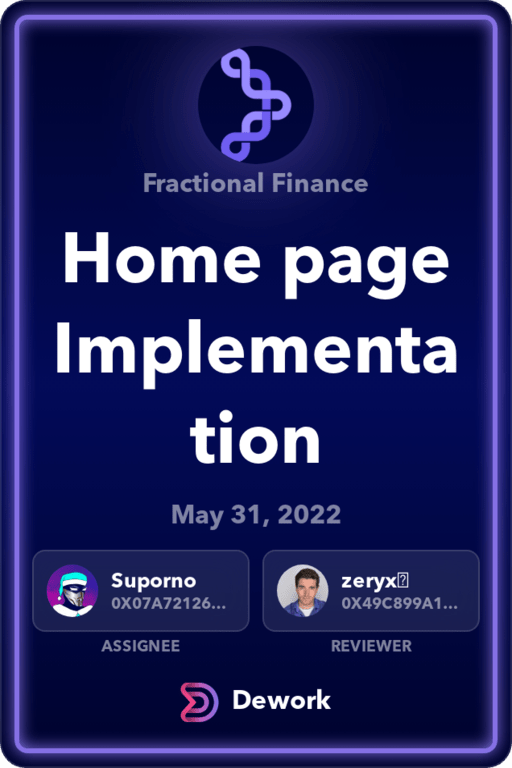 Fractional Finance
Home page
Implementa
tion
May 31, 2022
Suporno
0X07A72126...
zeryx
0X49C899A1...
ASSIGNEE
REVIEWER
Dework